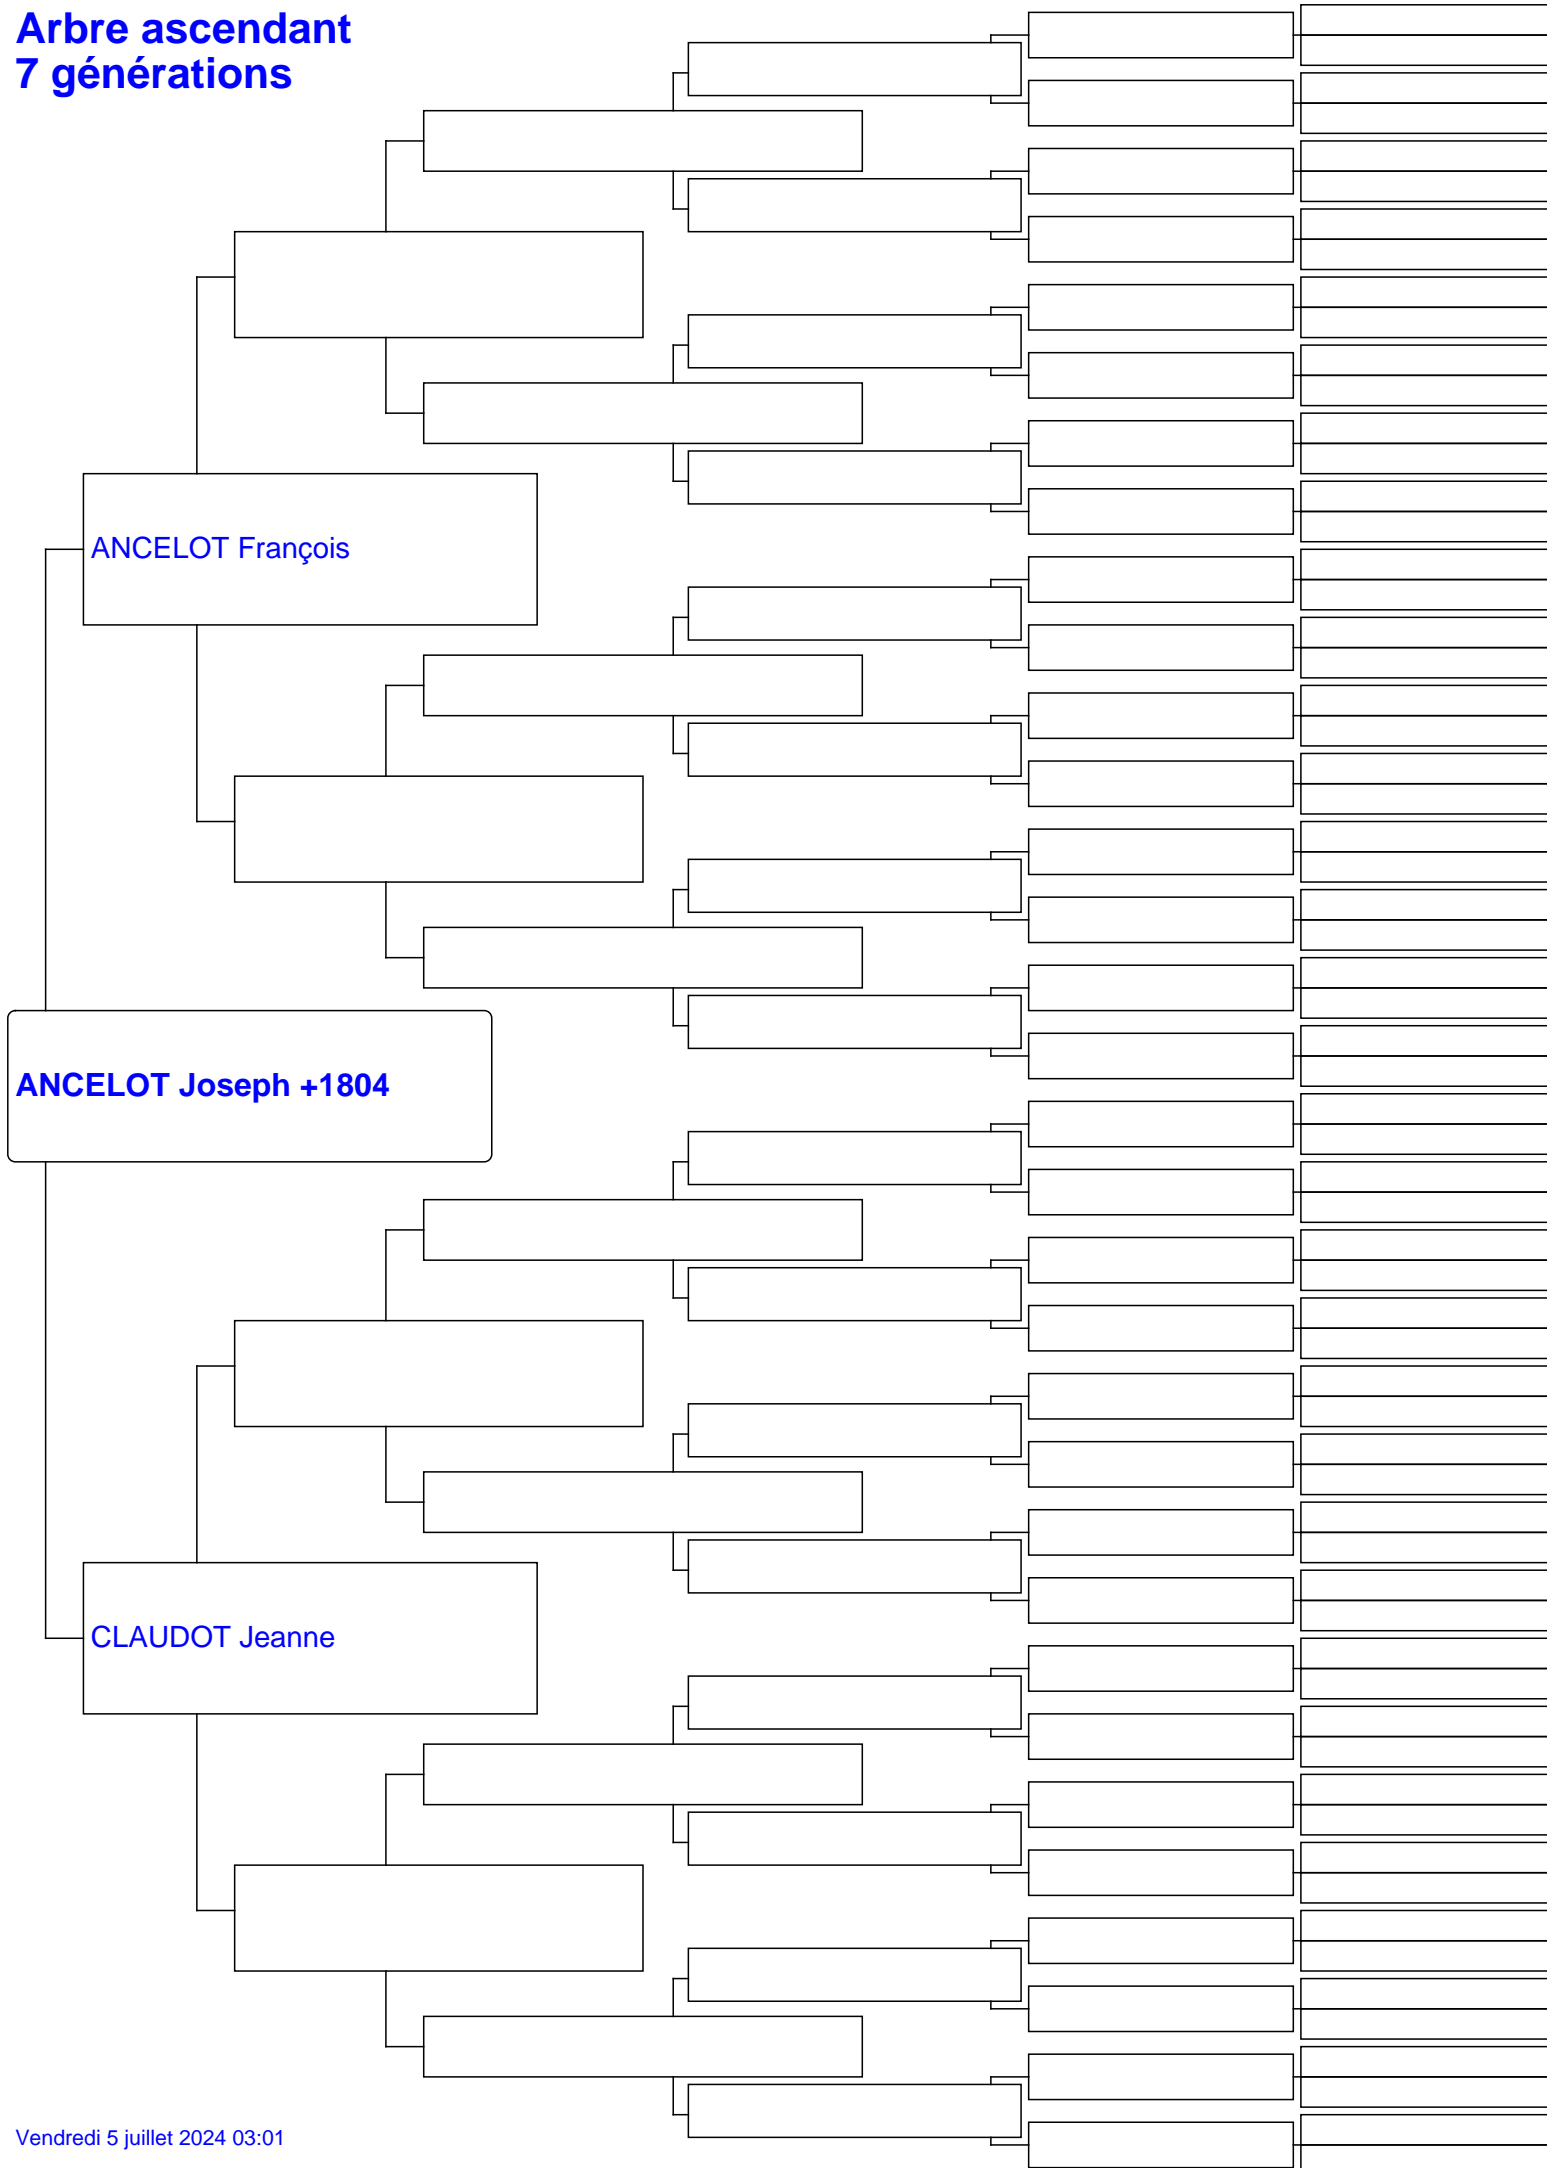 Arbre ascendant
7 générations
ANCELOT François
ANCELOT Joseph +1804
CLAUDOT Jeanne
Vendredi 5 juillet 2024 03:01